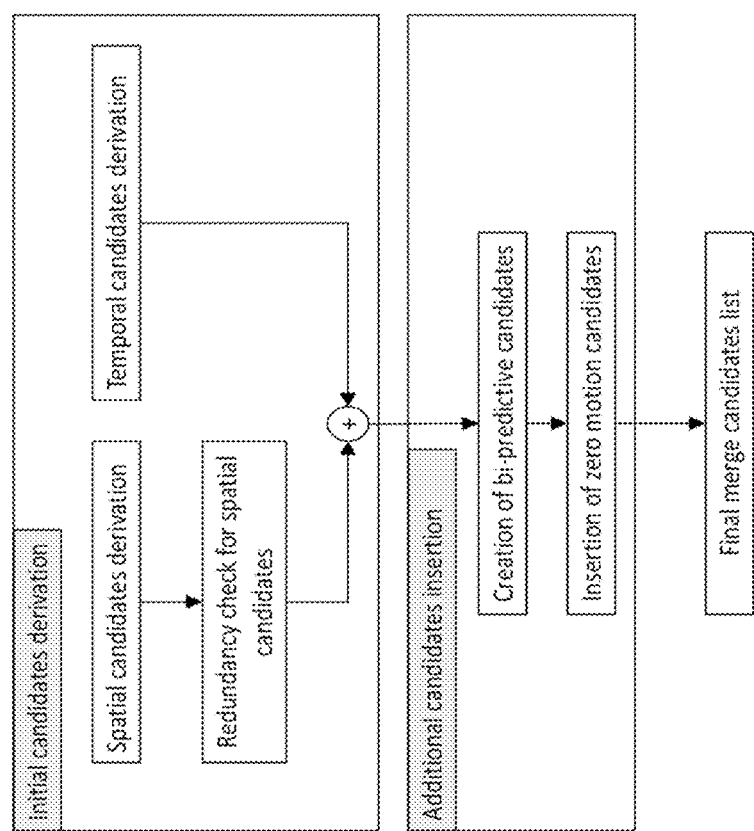 Initial candidates derivation
Spatial candidates derivation
Temporal candidates derivation
Redundancy check for spatial
candidates
+
Additional candidates insertion
Creation of bi-predictive candidates
Insertion of zero motion candidates
Final merge candidates list